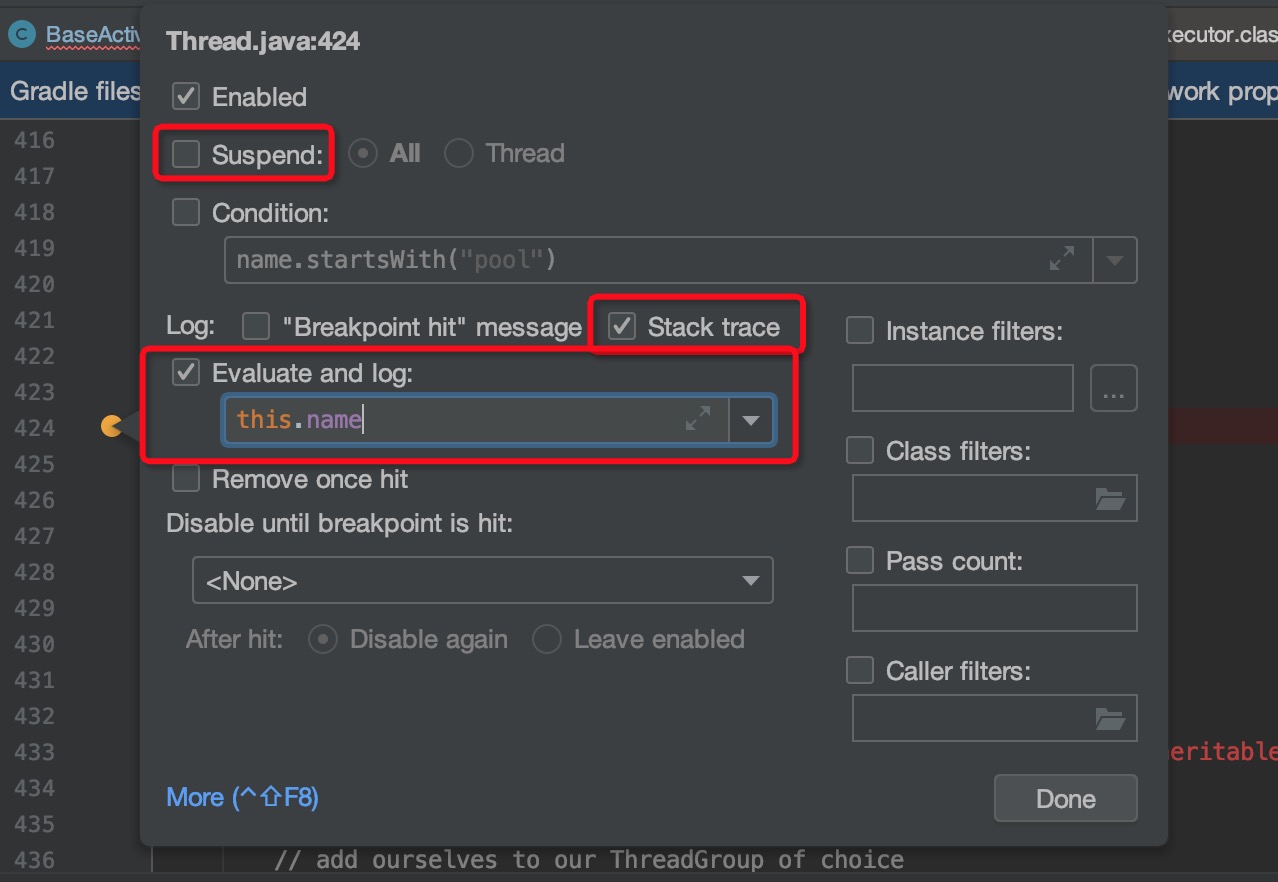 C BaseActiv
xecutor.clas
Gradle files
work prop
Thread.java:424
Enabled
Suspend: All Thread
Condition:
name.startsWith("pool")
Log: "Breakpoint hit" message Stack trace
Evaluate and log:
this.name
Remove once hit
Disable until breakpoint is hit:
<None>
After hit: Disable again Leave enabled
Instance filters:
...
Class filters:
Pass count:
Caller filters:
More (^⇧F8)
Done
416
417
418
419
420
421
422
423
424
425
426
427
428
429
430
431
432
433 eritable
434
435
436 // add ourselves to our ThreadGroup of choice